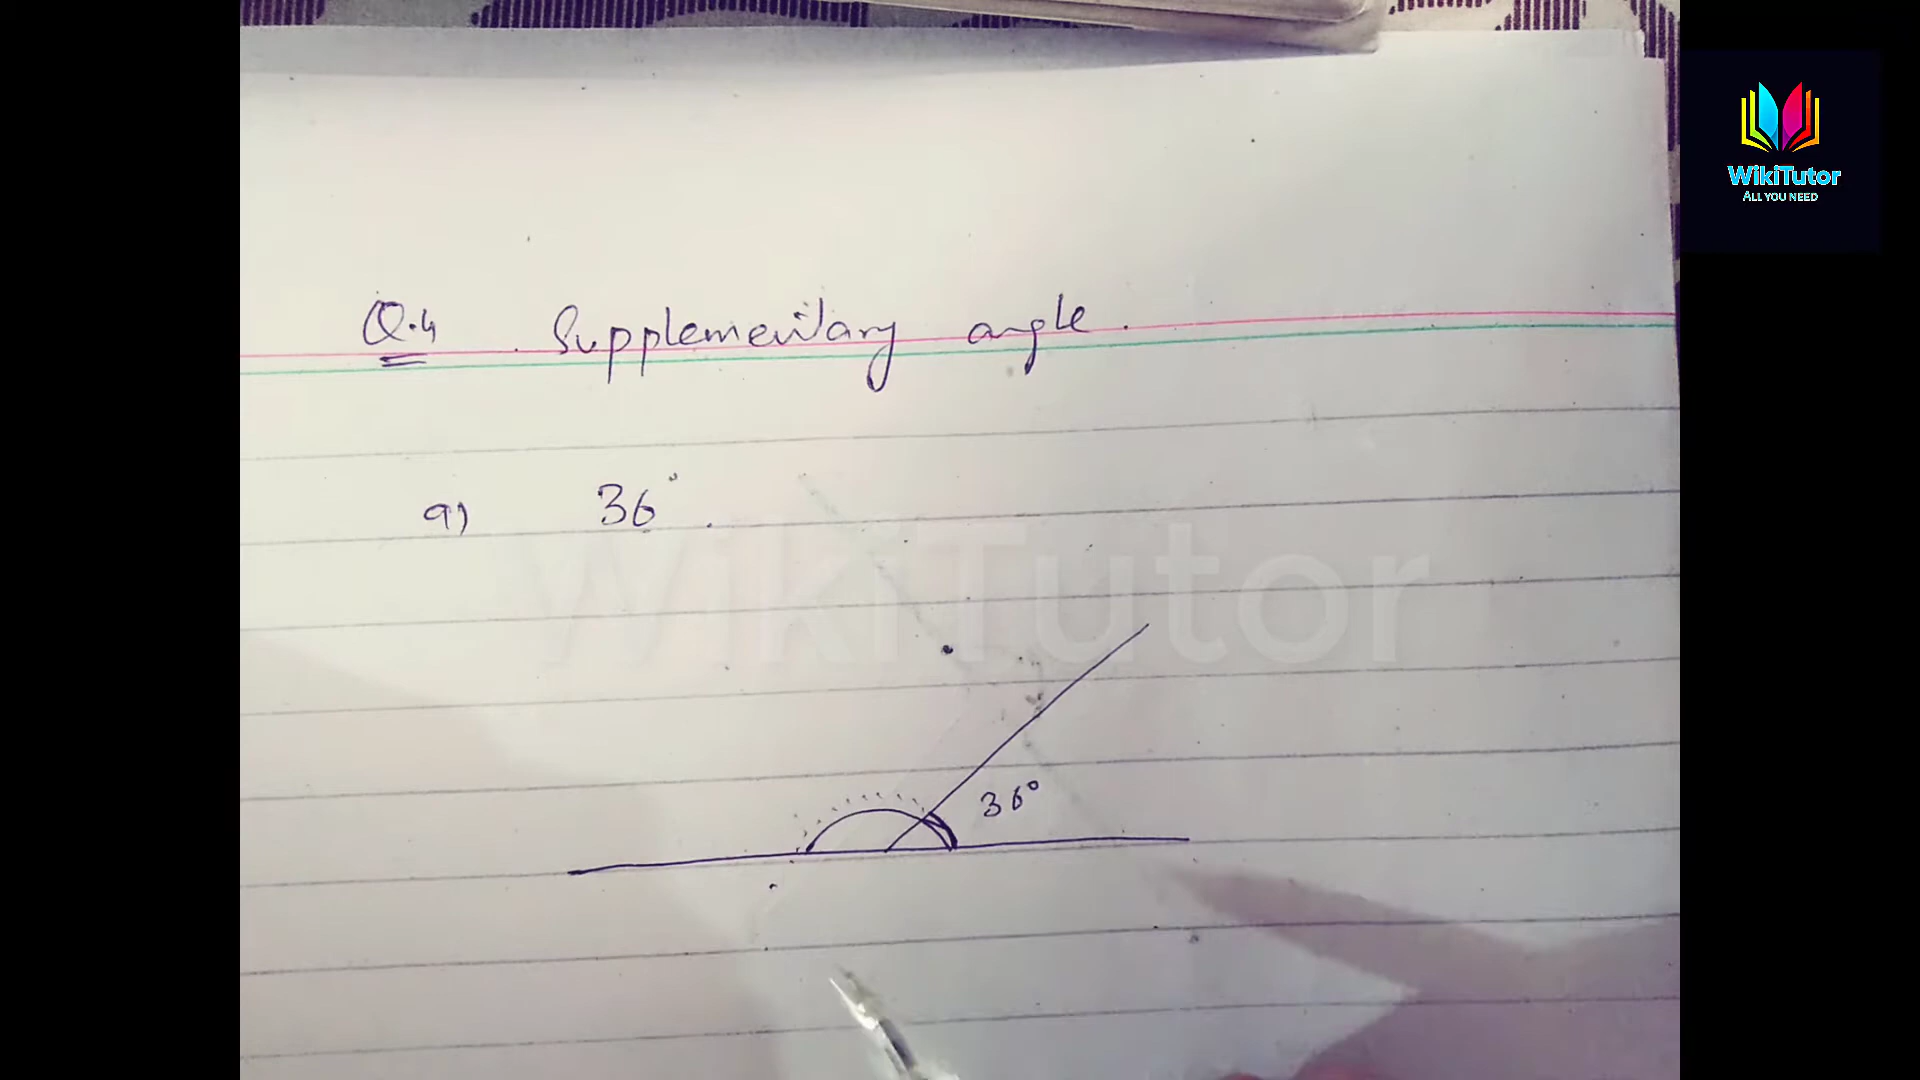 WikiTutor
ALL YOU NEED
Q.4 Supplementary angle.
a) 36°.
WikiTutor
36°